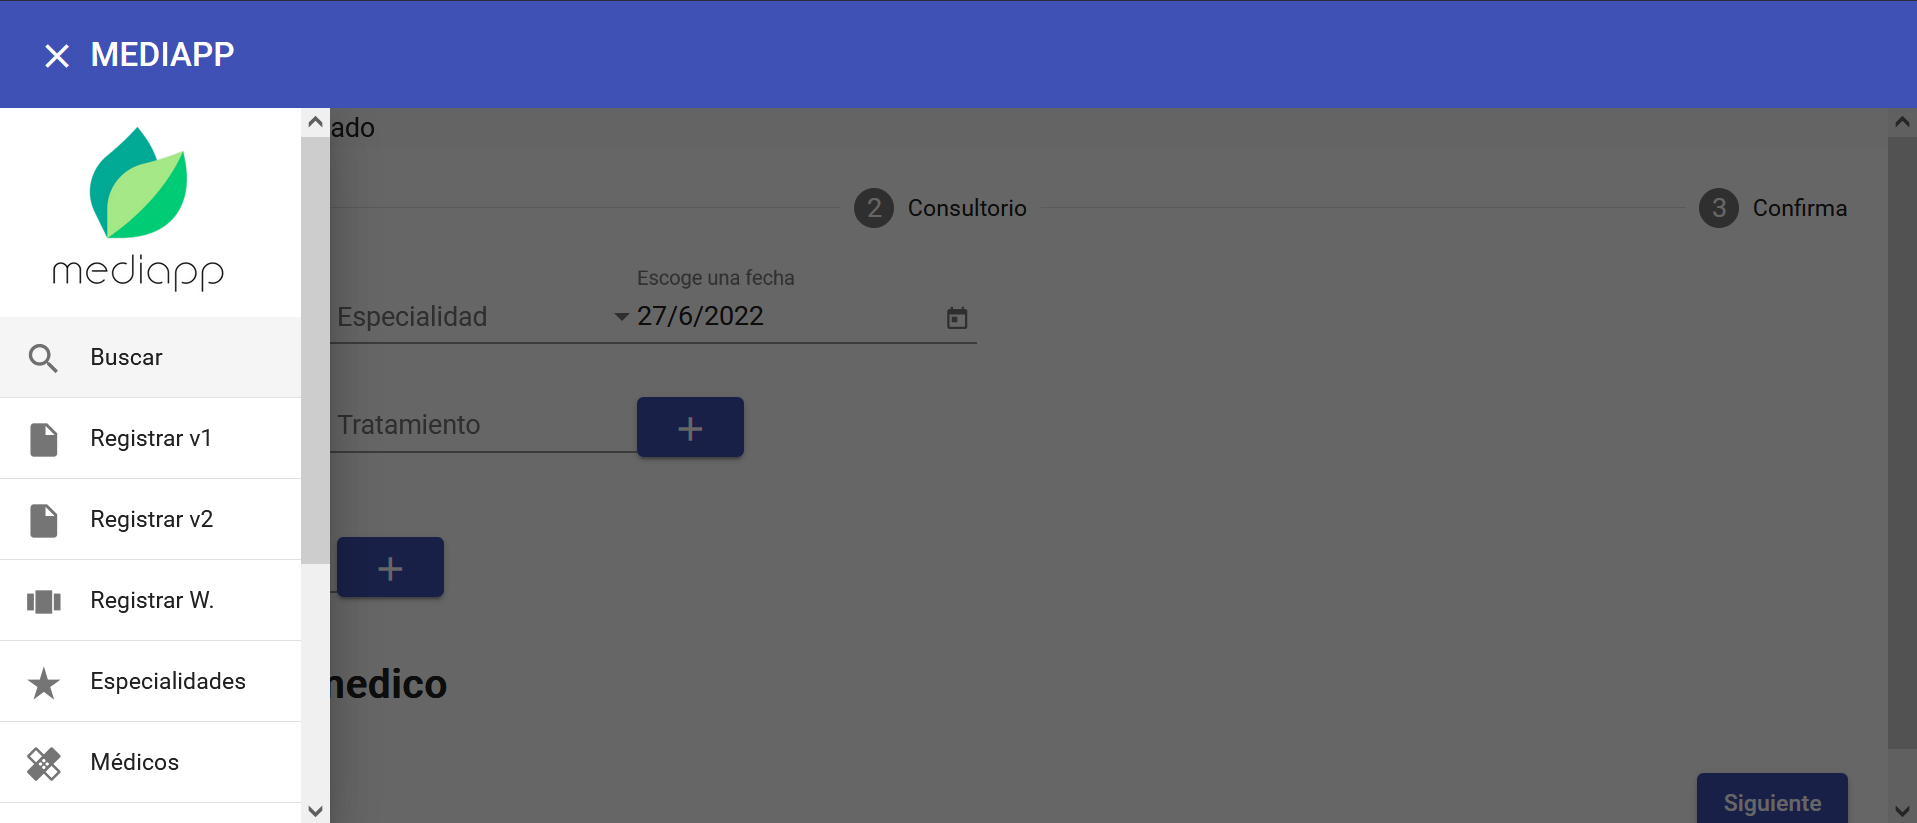 MEDIAPP
mediapp
Buscar
Registrar v1
Registrar v2
Registrar W.
Especialidades
Médicos
ado
2 Consultorio
3 Confirma
Escoge una fecha
Especialidad
27/6/2022
Tratamiento
+
+
medico
Siguiente